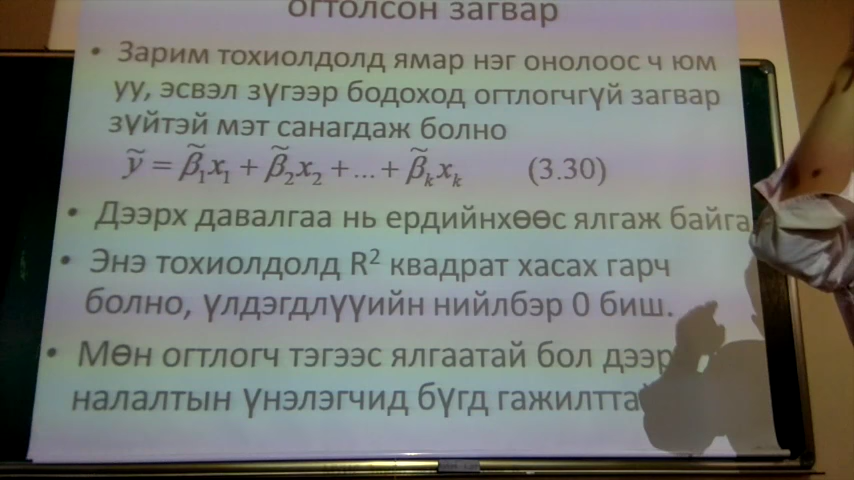 огтолсон загвар
• Зарим тохиолдолд ямар нэг онолоос ч юм
уу, эсвэл зүгээр бодоход огтлогчгүй загвар
зүйтэй мэт санагдаж болно
ỹ = β̃₁x₁ + β̃₂x₂ + ... + β̃ₖxₖ (3.30)
• Дээрх давалгаа нь ердийнхөөс ялгаж байга
• Энэ тохиолдолд R² квадрат хасах гарч
болно, үлдэгдлүүийн нийлбэр 0 биш.
• Мөн огтлогч тэгээс ялгаатай бол дээр
налалтын үнэлэгчид бүгд гажилтта